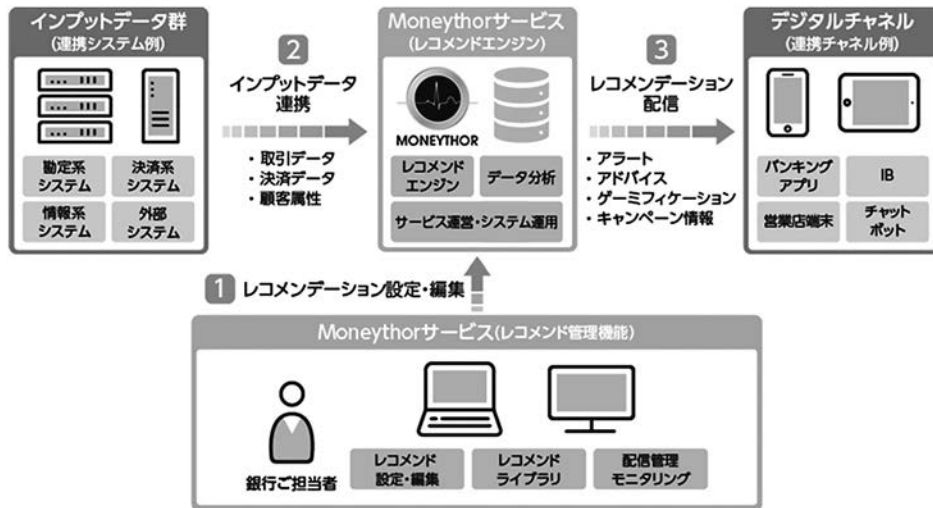 インプットデータ群
(連携システム例)
勘定系
システム
決済系
システム
情報系
システム
外部
システム
2
インプットデータ
連携
・取引データ
・決済データ
・顧客属性
Moneythorサービス
(レコメンドエンジン)
MONEYTHOR
レコメンド
エンジン
データ分析
サービス運営・システム運用
3
レコメンデーション
配信
・アラート
・アドバイス
・ゲーミフィケーション
・キャンペーン情報
デジタルチャネル
(連携チャネル例)
バンキング
アプリ
IB
営業店端末
チャット
ボット
1 レコメンデーション設定・編集
Moneythorサービス(レコメンド管理機能)
銀行ご担当者
レコメンド
設定・編集
レコメンド
ライブラリ
配信管理
モニタリング